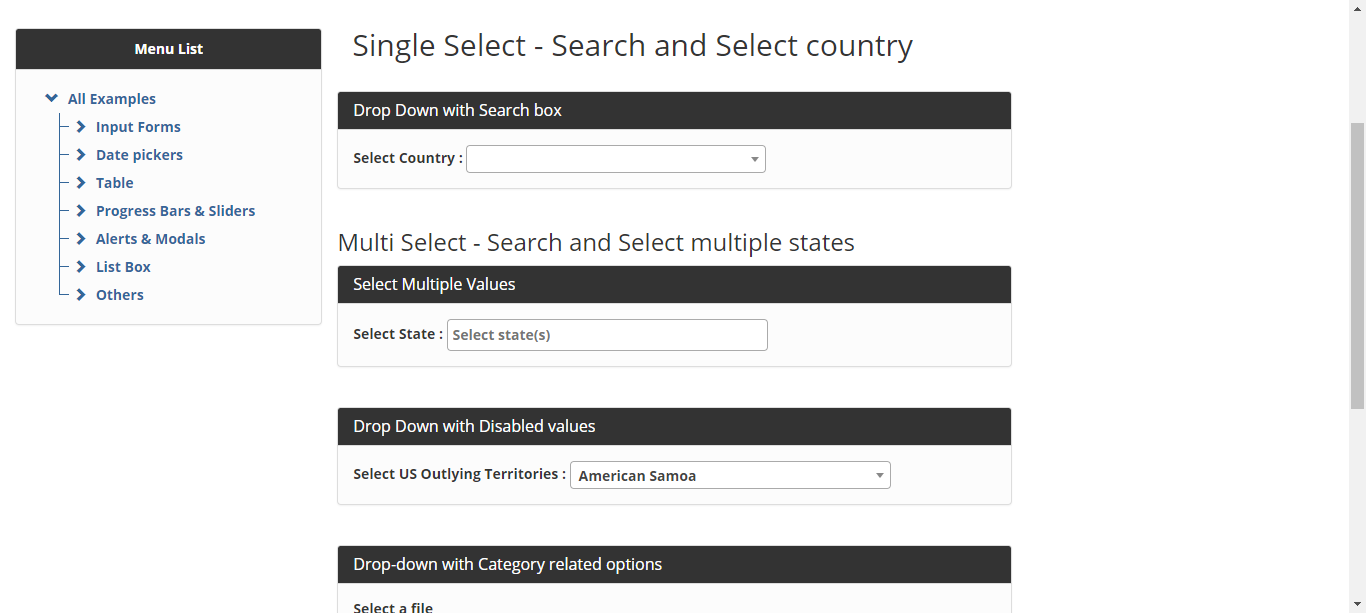 Menu List
All Examples
Input Forms
Date pickers
Table
Progress Bars & Sliders
Alerts & Modals
List Box
Others
Single Select - Search and Select country
Drop Down with Search box
Select Country :
Multi Select - Search and Select multiple states
Select Multiple Values
Select State : Select state(s)
Drop Down with Disabled values
Select US Outlying Territories : American Samoa
Drop-down with Category related options
Select a file